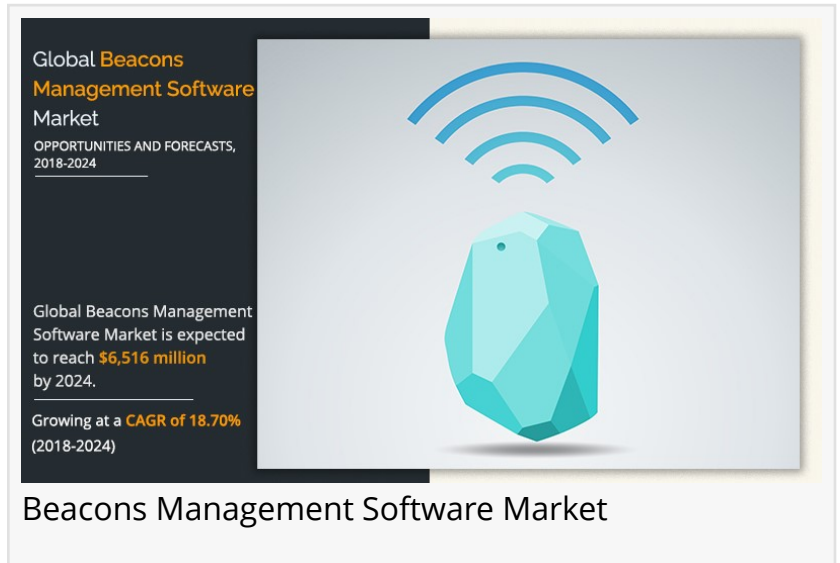 Global Beacons
Management Software
Market
OPPORTUNITIES AND FORECASTS,
2018-2024
Global Beacons Management
Software Market is expected
to reach $6,516 million
by 2024.
Growing at a CAGR of 18.70%
(2018-2024)
Beacons Management Software Market